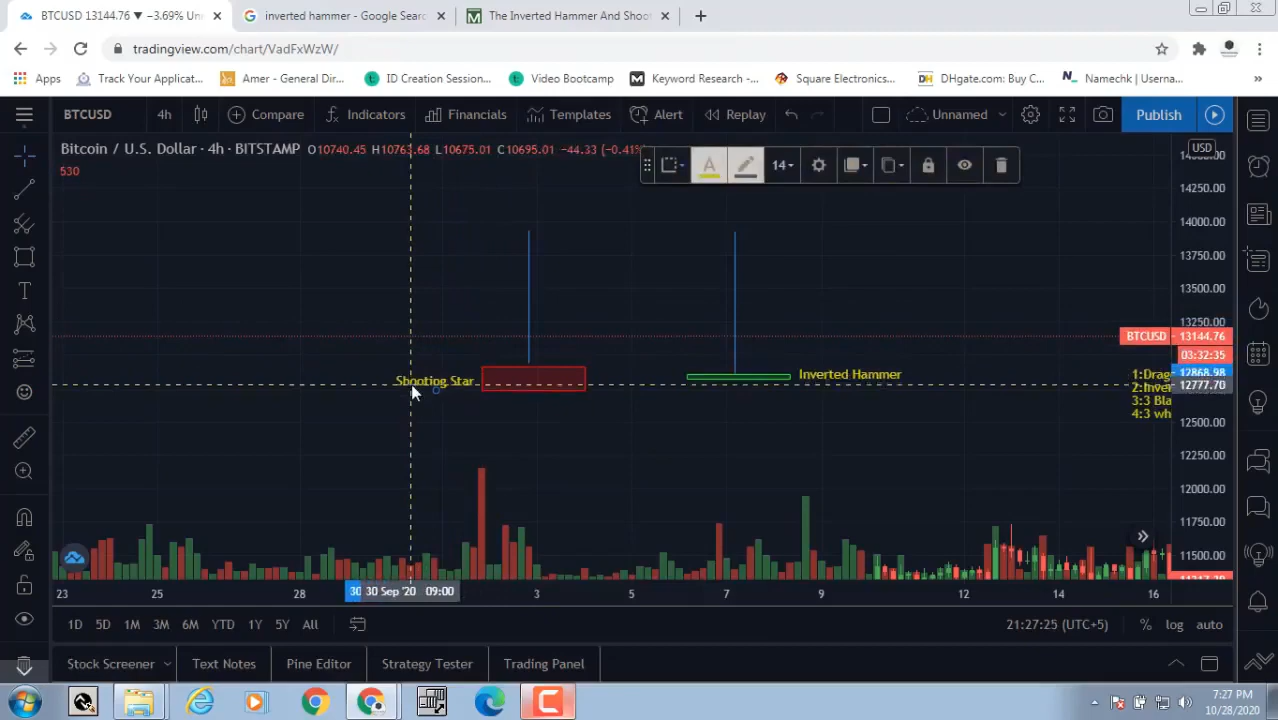 BTCUSD 13144.76 ▼ −3.69% Un
inverted hammer - Google Searc
The Inverted Hammer And Shoo
tradingview.com/chart/VadFxWzW/
Apps
Track Your Applicat...
Amer - General Dir...
ID Creation Session...
Video Bootcamp
Keyword Research -...
Square Electronics...
DHgate.com: Buy C...
Namechk | Userna...
»
BTCUSD
4h
Compare
Indicators
Financials
Templates
Alert
Replay
Unnamed
Publish
Bitcoin / U.S. Dollar · 4h · BITSTAMP O10740.45 H10763.68 L10675.01 C10695.01 −44.33 (−0.41%
530
14
USD
14250.00
14000.00
13750.00
13500.00
13250.00
BTCUSD 13144.76
03:32:35
12868.98
12777.70
12500.00
12250.00
12000.00
11750.00
11500.00
Shooting Star
Inverted Hammer
1:Drag
2:Inver
3:3 Bla
4:3 wh
23
25
28
30
30 Sep '20 09:00
3
5
7
9
12
14
16
1D
5D
1M
3M
6M
YTD
1Y
5Y
All
21:27:25 (UTC+5)
%
log
auto
Stock Screener
Text Notes
Pine Editor
Strategy Tester
Trading Panel
7:27 PM
10/28/2020